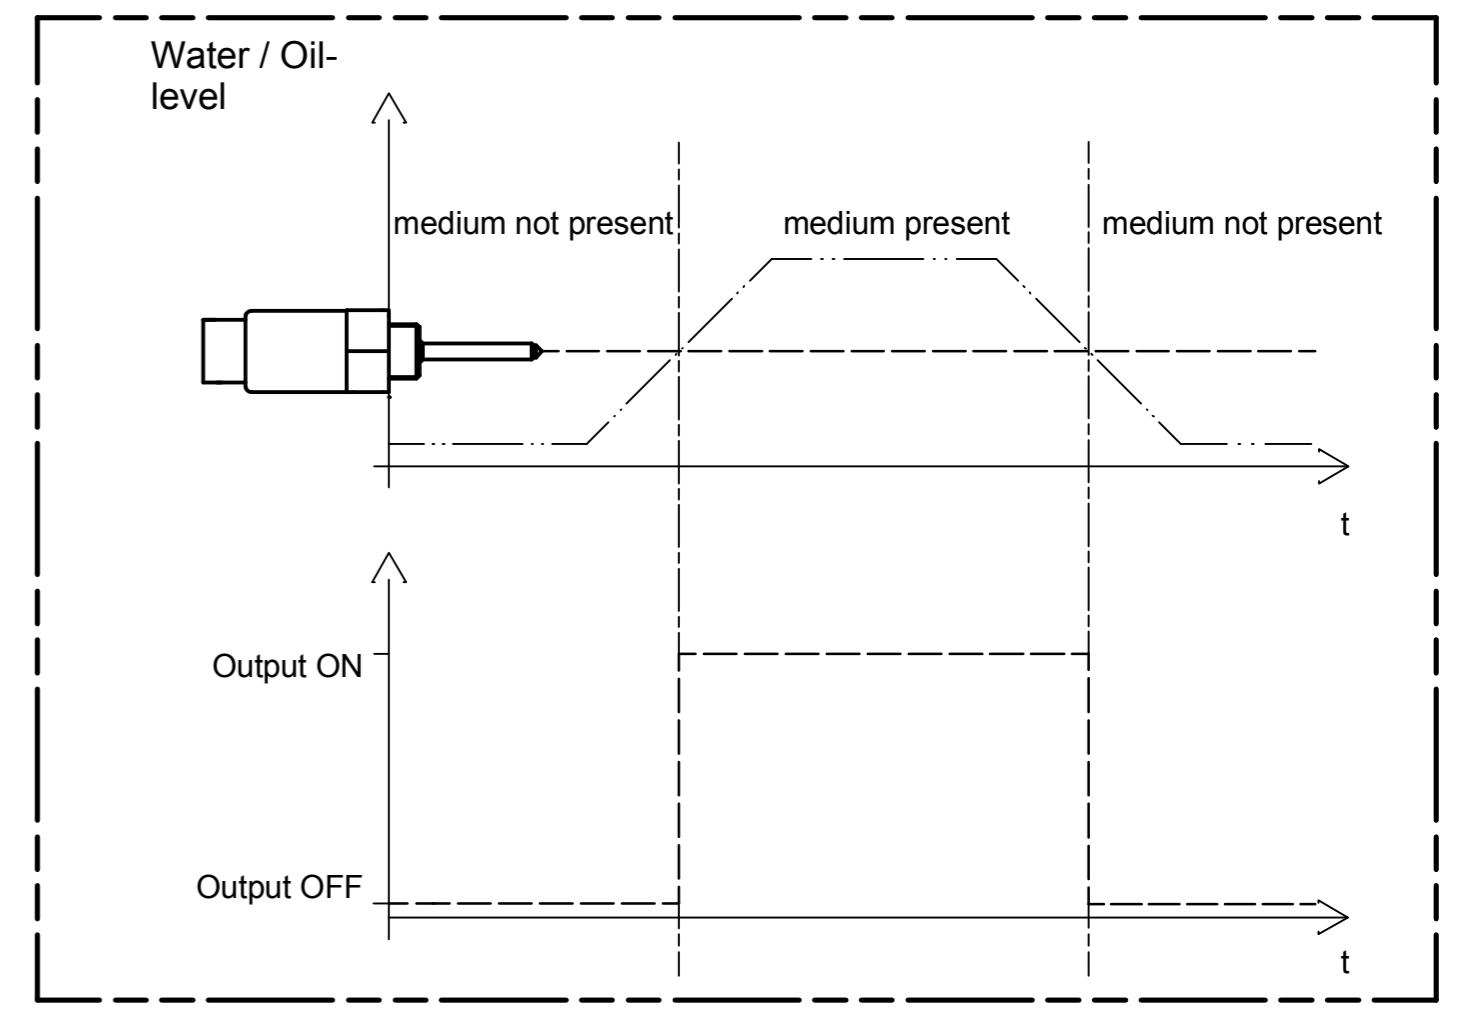 Water / Oil-
level
medium not present
medium present
medium not present
t
Output ON
Output OFF
t